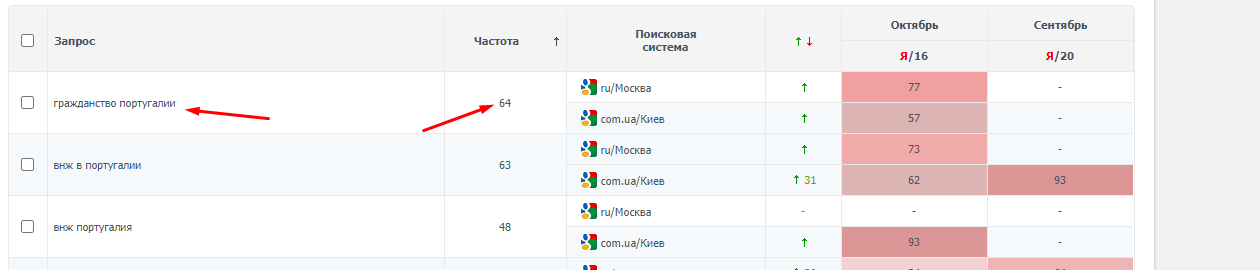 Запрос Частота ↑ Поисковая система ↑↓ Октябрь Сентябрь
Я/16 Я/20
гражданство португалии 64 ru/Москва ↑ 77 -
com.ua/Киев ↑ 57 -
внж в португалии 63 ru/Москва ↑ 73 -
com.ua/Киев ↑ 31 62 93
внж португалия 48 ru/Москва - - -
com.ua/Киев ↑ 93 -